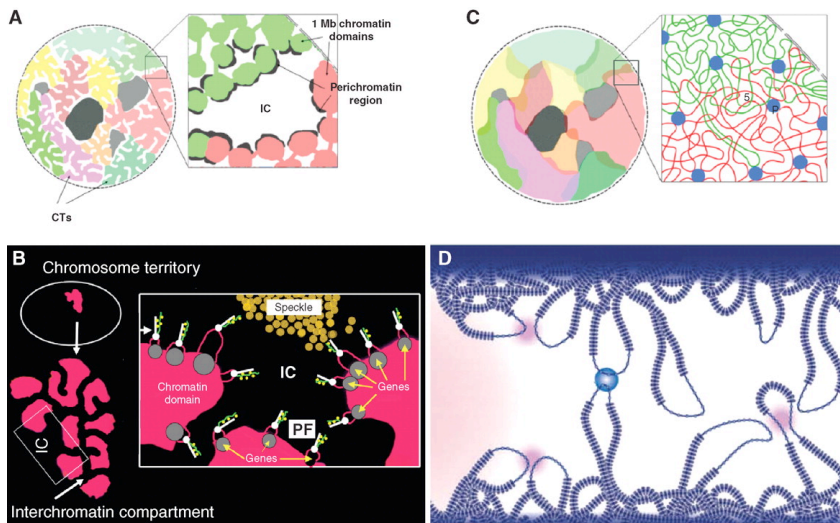 A
1 Mb chromatin
domains
Perichromatin
region
IC
CTs
C
5
P
B
Chromosome territory
Speckle
IC
Chromatin
domain
Genes
PF
Genes
IC
Interchromatin compartment
D